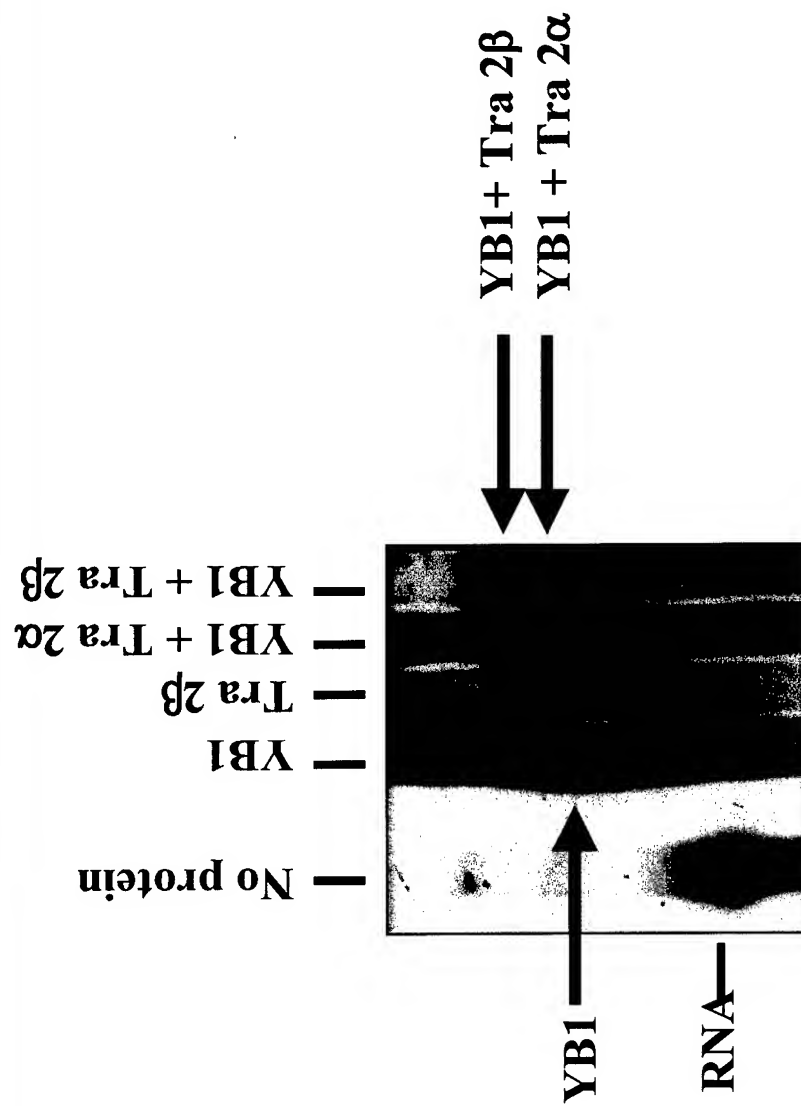 No protein
YB1
Tra 2β
YB1 + Tra 2α
YB1 + Tra 2β
YB1
RNA
YB1+ Tra 2β
YB1 + Tra 2α